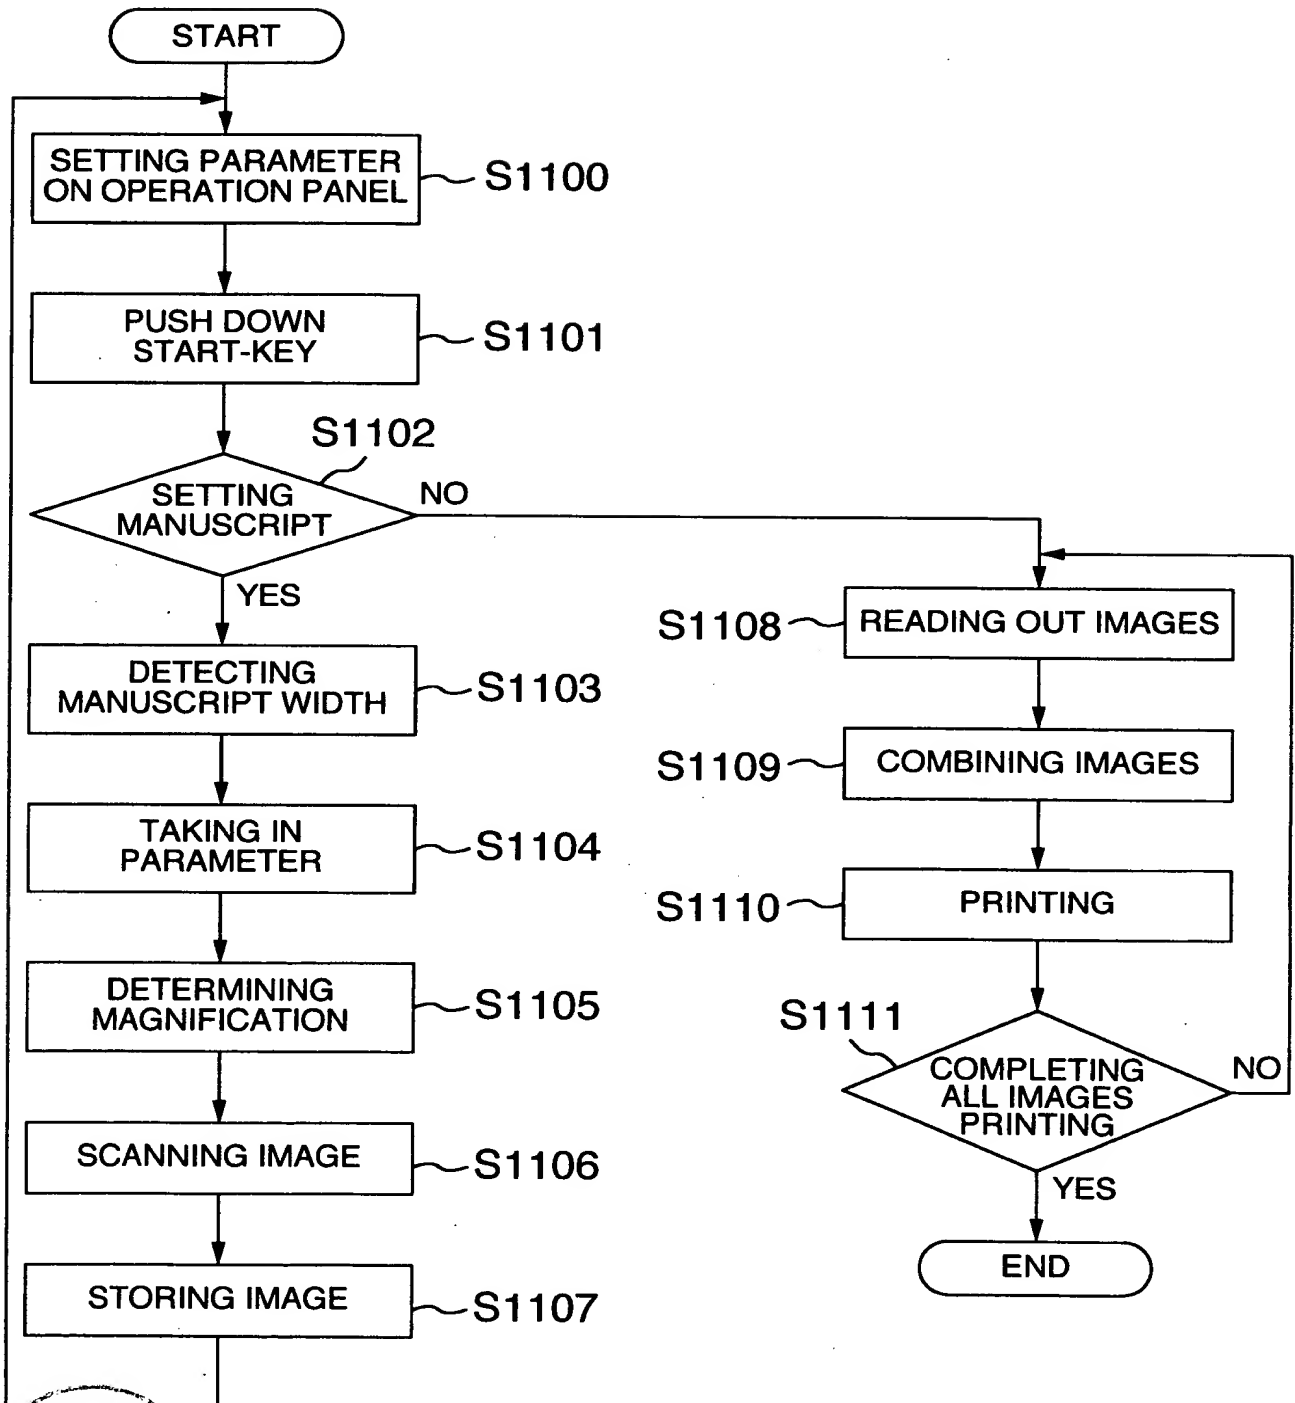 START
SETTING PARAMETER
ON OPERATION PANEL
S1100
PUSH DOWN
START-KEY
S1101
S1102
SETTING
MANUSCRIPT
NO
YES
DETECTING
MANUSCRIPT WIDTH
S1103
TAKING IN
PARAMETER
S1104
DETERMINING
MAGNIFICATION
S1105
SCANNING IMAGE
S1106
STORING IMAGE
S1107
S1108
READING OUT IMAGES
S1109
COMBINING IMAGES
S1110
PRINTING
S1111
COMPLETING
ALL IMAGES
PRINTING
NO
YES
END